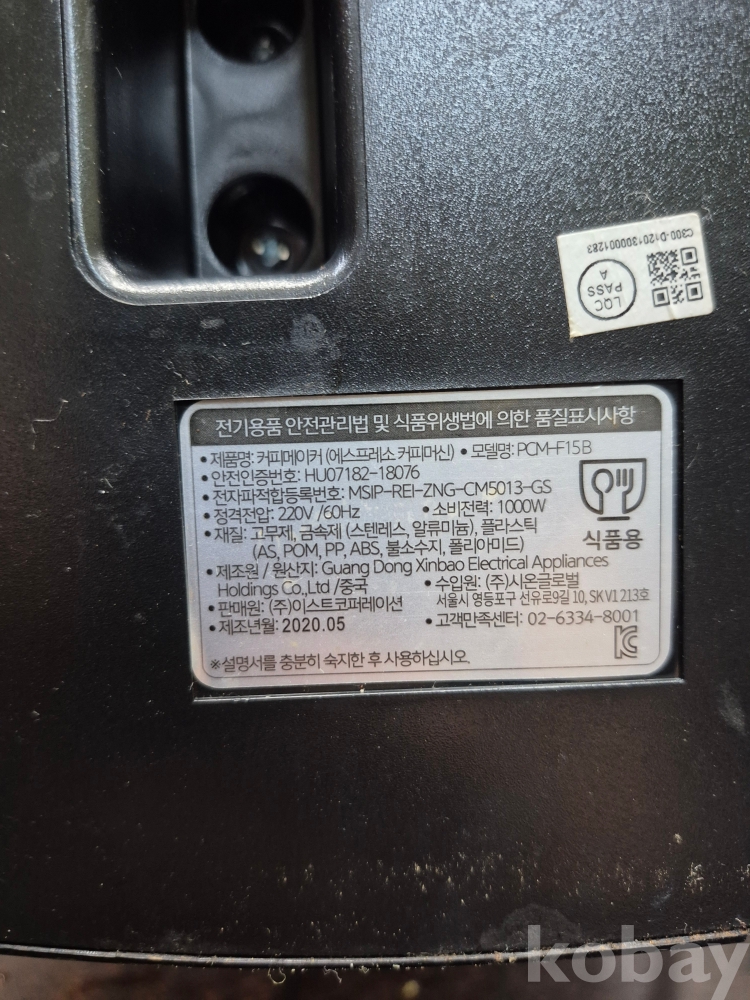 C300-D1201300001283
LQC
PASS
A
전기용품 안전관리법 및 식품위생법에 의한 품질표시사항
• 제품명: 커피메이커 (에스프레소 커피머신) • 모델명: PCM-F15B
• 안전인증번호: HU07182-18076
• 전자파적합등록번호: MSIP-REI-ZNG-CM5013-GS
• 정격전압: 220V /60Hz • 소비전력: 1000W
• 재질: 고무제, 금속제 (스텐레스, 알류미늄), 플라스틱
(AS, POM, PP, ABS, 불소수지, 폴리아미드)
식품용
• 제조원 / 원산지: Guang Dong Xinbao Electrical Appliances
Holdings Co.,Ltd /중국 • 수입원: (주)시온글로벌
• 판매원: (주)이스트코퍼레이션 서울시 영등포구 선유로9길 10, SK V1 213호
• 제조년월: 2020.05 • 고객만족센터: 02-6334-8001
※설명서를 충분히 숙지한 후 사용하십시오.
kobay